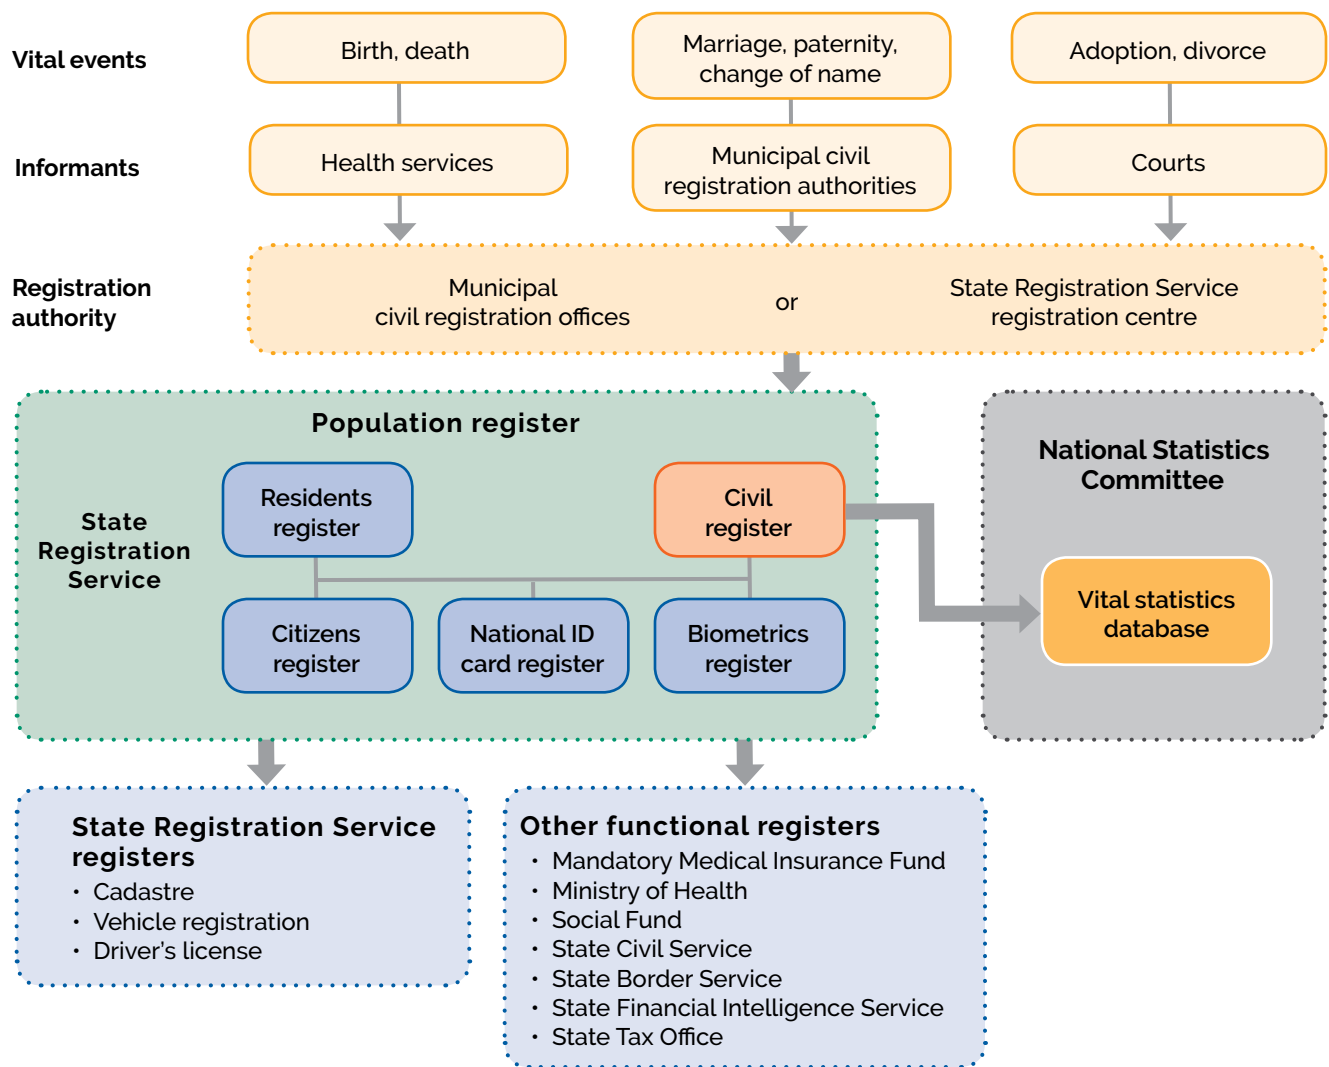 Vital events
Birth, death
Marriage, paternity,
change of name
Adoption, divorce
Informants
Health services
Municipal civil
registration authorities
Courts
Registration
authority
Municipal
civil registration offices
or
State Registration Service
registration centre
Population register
State
Registration
Service
Residents
register
Civil
register
Citizens
register
National ID
card register
Biometrics
register
National Statistics
Committee
Vital statistics
database
State Registration Service
registers
• Cadastre
• Vehicle registration
• Driver’s license
Other functional registers
• Mandatory Medical Insurance Fund
• Ministry of Health
• Social Fund
• State Civil Service
• State Border Service
• State Financial Intelligence Service
• State Tax Office